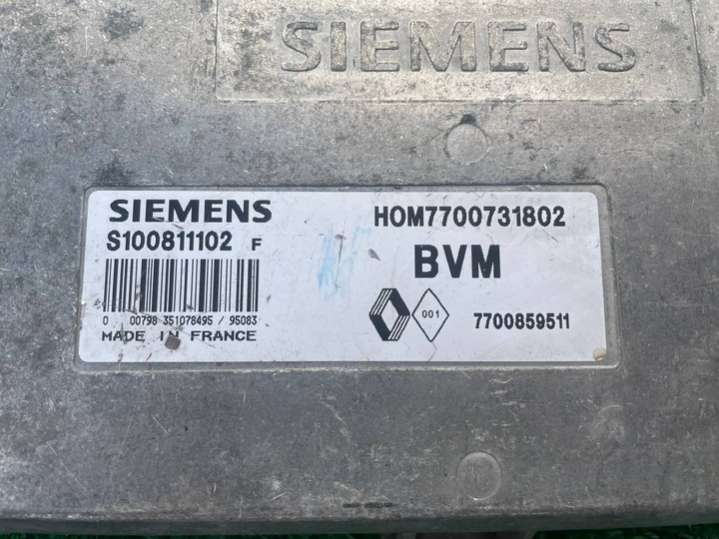 SIEMENS
SIEMENS
S100811102 F
0 00798 351078495 / 95083
MADE IN FRANCE
HOM7700731802
BVM
001
7700859511